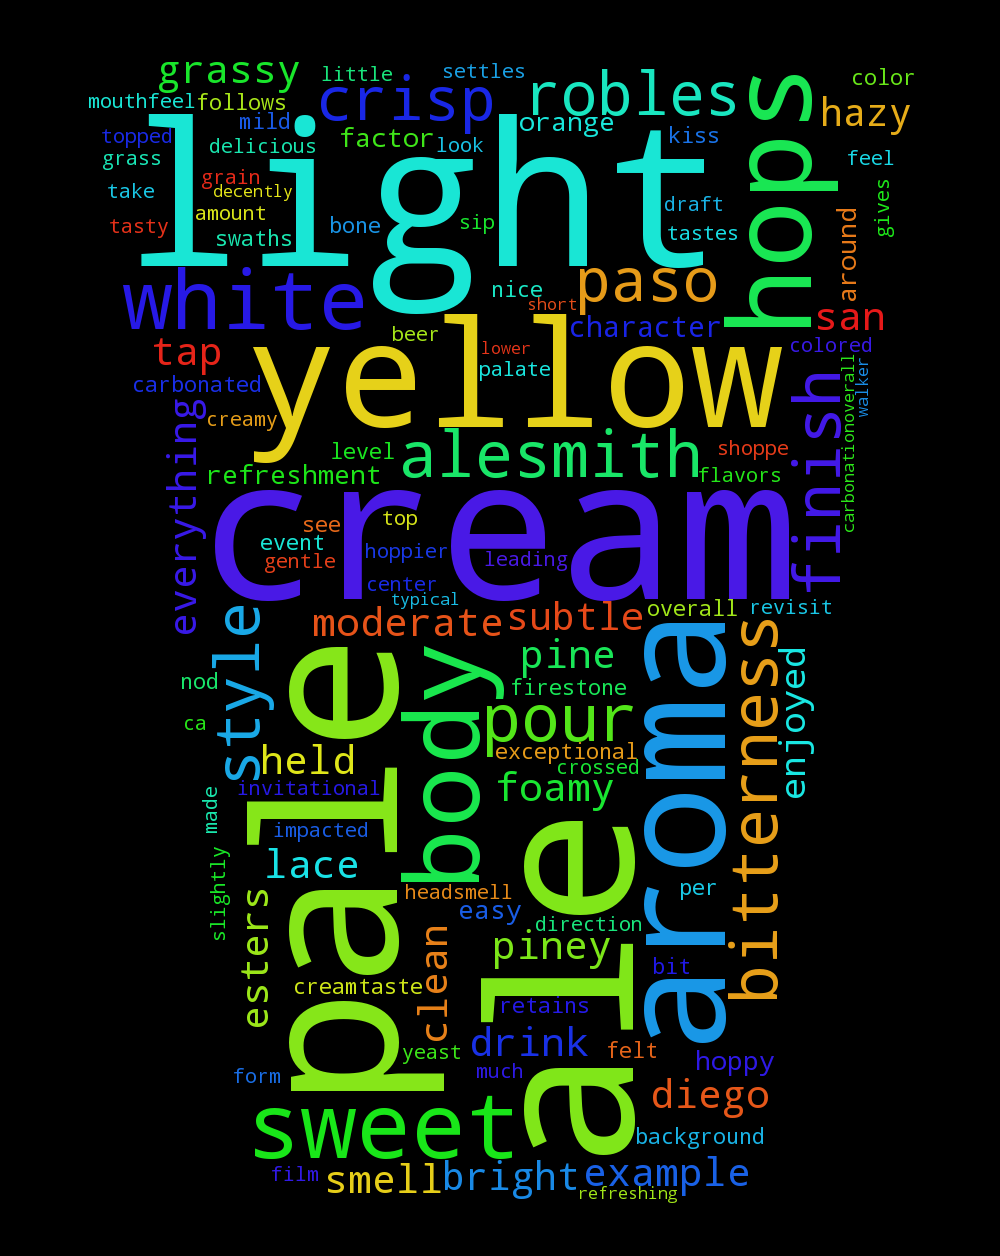 grassy
little
settles
crisp
robles
color
mouthfeel
follows
hazy
topped
mild
factor
orange
kiss
hops
delicious
look
grass
light
feel
grain
decently
take
amount
draft
gives
tasty
swaths
bone
sip
tastes
around
white
nice
paso
short
san
tap
beer
character
yellow
lower
colored
palate
carbonated
creamy
walker
carbonationoverall
finish
everything
level
alesmith
shoppe
refreshment
flavors
cream
see
top
event
hoppier
gentle
leading
center
typical
style
moderate
subtle
overall
revisit
pale
body
pine
aroma
bitterness
enjoyed
nod
firestone
ca
pour
held
exceptional
crossed
invitational
foamy
made
impacted
lace
ale
slightly
headsmell
per
esters
easy
direction
clean
piney
bit
creamtaste
retains
yeast
drink
felt
hoppy
form
much
diego
sweet
background
film
smell
bright
example
refreshing